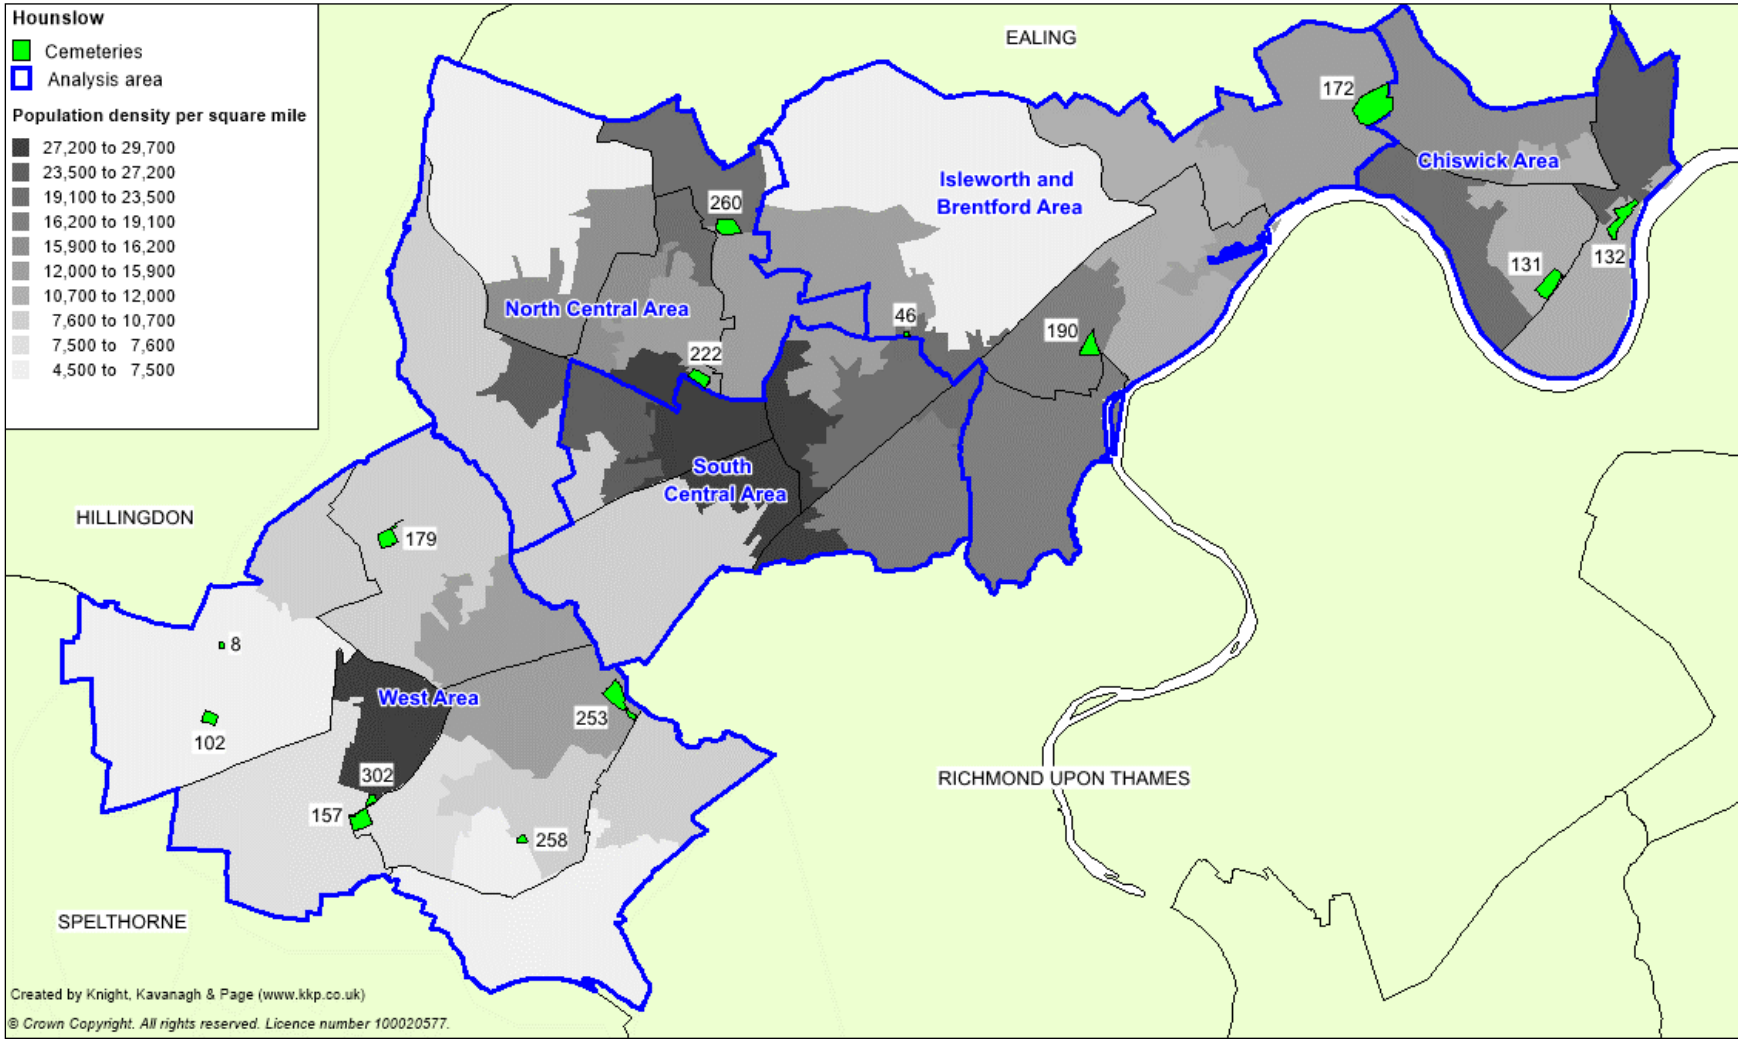 Hounslow
Cemeteries
Analysis area
Population density per square mile
27,200 to 29,700
23,500 to 27,200
19,100 to 23,500
16,200 to 19,100
15,900 to 16,200
12,000 to 15,900
10,700 to 12,000
7,600 to 10,700
7,500 to 7,600
4,500 to 7,500
EALING
172
Chiswick Area
Isleworth and
Brentford Area
260
132
131
North Central Area
46
190
222
South
Central Area
HILLINGDON
179
8
West Area
253
102
302
RICHMOND UPON THAMES
157
258
SPELTHORNE
Created by Knight, Kavanagh & Page (www.kkp.co.uk)
© Crown Copyright. All rights reserved. Licence number 100020577.